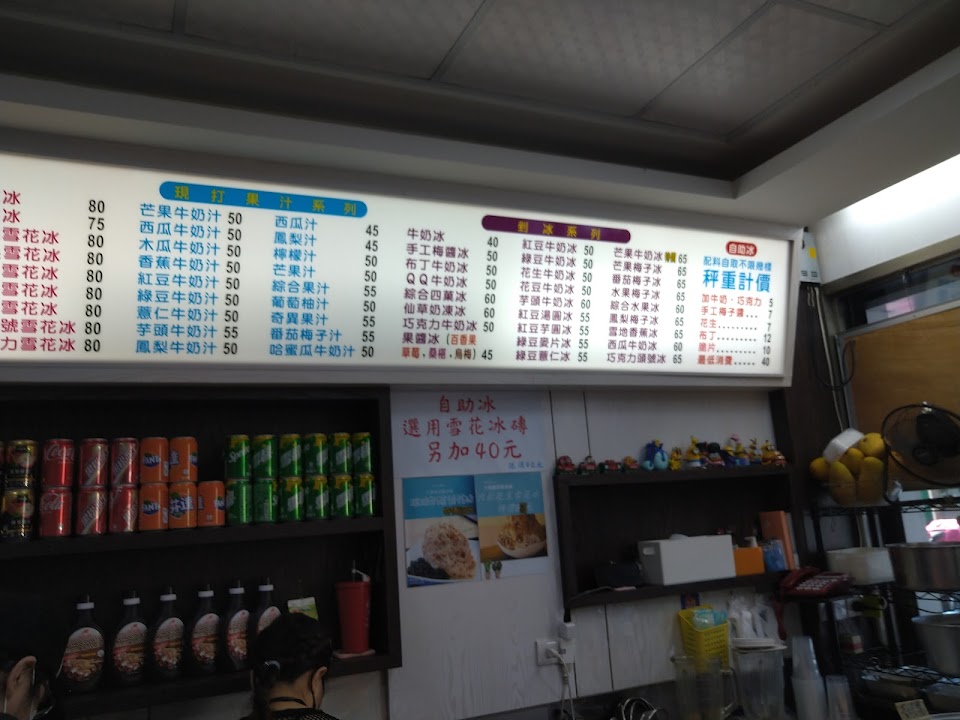 冰 80
冰 75
雪花冰 80
雪花冰 80
雪花冰 80
雪花冰 80
雪花冰 80
號雪花冰 80
力雪花冰 80
現打果汁系列
芒果牛奶汁 50
西瓜牛奶汁 50
木瓜牛奶汁 50
香蕉牛奶汁 50
紅豆牛奶汁 50
綠豆牛奶汁 50
薏仁牛奶汁 50
芋頭牛奶汁 55
鳳梨牛奶汁 50
西瓜汁 45
鳳梨汁 45
檸檬汁 45
芒果汁 55
綜合果汁 55
葡萄柚汁 55
奇異果汁 55
番茄梅子汁 55
哈蜜瓜牛奶汁 50
剉冰系列
牛奶冰 40
手工梅醬冰 50
布丁牛奶冰 50
QQ牛奶冰 50
綜合四菓冰 60
仙草奶凍冰 60
巧克力牛奶冰 50
果醬冰(百香果
草莓,桑椹,烏梅) 45
紅豆牛奶冰 50
綠豆牛奶冰 50
花生牛奶冰 50
花豆牛奶冰 50
芋頭牛奶冰 60
紅豆湯圓冰 55
紅豆芋圓冰 55
綠豆麥片冰 55
綠豆薏仁冰 55
芒果牛奶冰 65
芒果梅子冰 65
番茄梅子冰 65
水果梅子冰 65
綜合水果冰 60
鳳梨梅子冰 65
雪地香蕉冰 65
西瓜牛奶冰 60
巧克力頭號冰 65
自助冰
配料自取不限幾樣
秤重計價
加牛奶、巧克力 5
手工梅子醬... 7
花生......... 7
布丁......... 12
脆片......... 10
最低消費..... 40
自助冰
選用雪花冰磚
另加40元